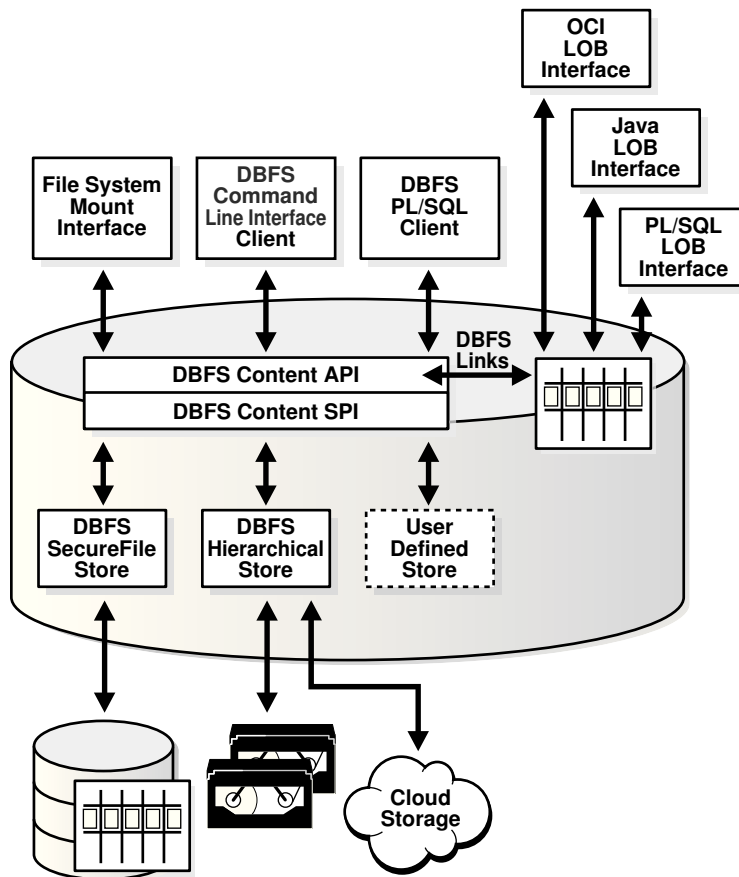 OCI
LOB
Interface
Java
LOB
Interface
PL/SQL
LOB
Interface
File System
Mount
Interface
DBFS
Command
Line Interface
Client
DBFS
PL/SQL
Client
DBFS
Links
DBFS Content API
DBFS Content SPI
DBFS
SecureFile
Store
DBFS
Hierarchical
Store
User
Defined
Store
Cloud
Storage